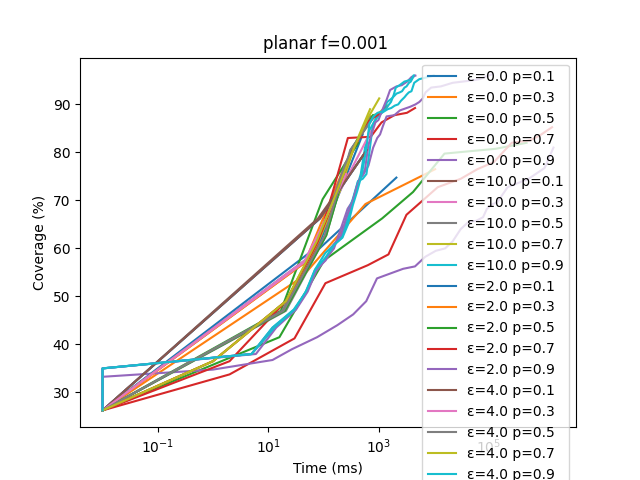 planar f=0.001
Coverage (%)
90
80
70
60
50
40
30
10⁻¹
10¹
10³
10⁵
Time (ms)
ε=0.0 p=0.1
ε=0.0 p=0.3
ε=0.0 p=0.5
ε=0.0 p=0.7
ε=0.0 p=0.9
ε=10.0 p=0.1
ε=10.0 p=0.3
ε=10.0 p=0.5
ε=10.0 p=0.7
ε=10.0 p=0.9
ε=2.0 p=0.1
ε=2.0 p=0.3
ε=2.0 p=0.5
ε=2.0 p=0.7
ε=2.0 p=0.9
ε=4.0 p=0.1
ε=4.0 p=0.3
ε=4.0 p=0.5
ε=4.0 p=0.7
ε=4.0 p=0.9